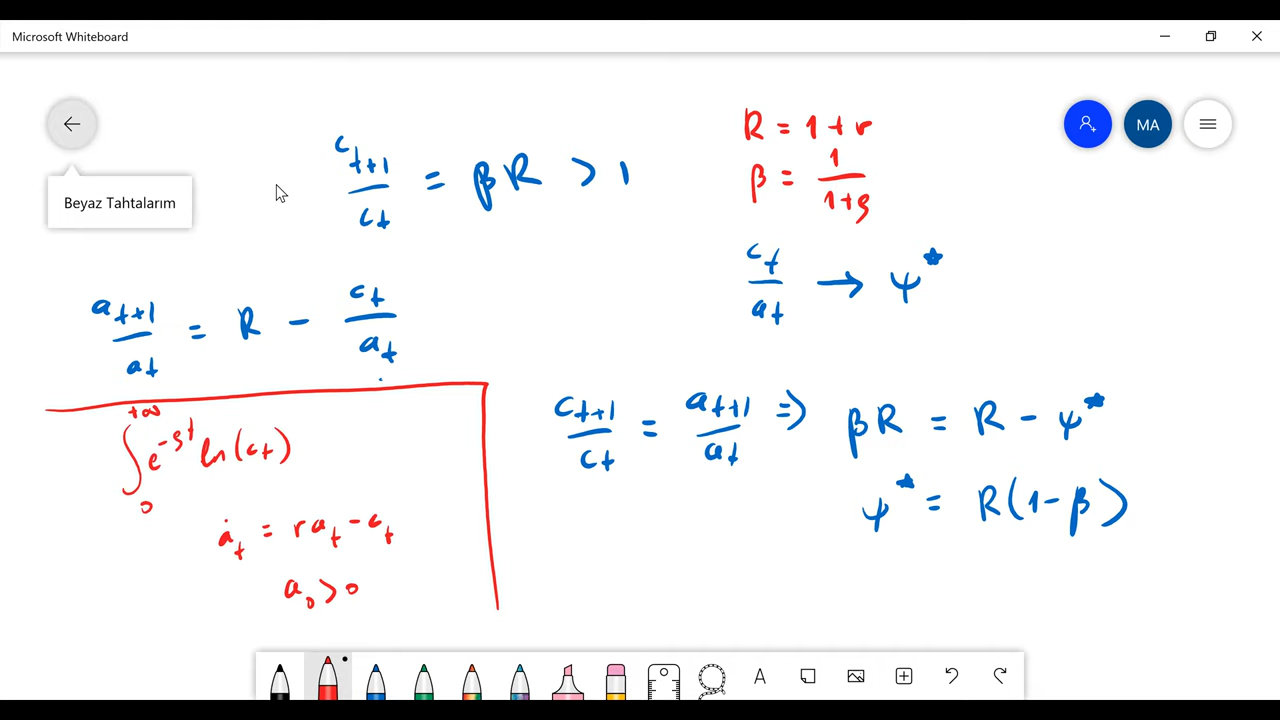 Microsoft Whiteboard
MA
Beyaz Tahtalarım
c_{t+1}/c_t = βR > 1
R = 1 + r
β = 1/(1+ρ)
c_t/a_t → ψ*
a_{t+1}/a_t = R - c_t/a_t
c_{t+1}/c_t = a_{t+1}/a_t ⇒ βR = R - ψ*
ψ* = R(1-β)
∫_0^{+∞} e^{-ρt} ln(c_t)
ȧ_t = r a_t - c_t
a_0 > 0
A